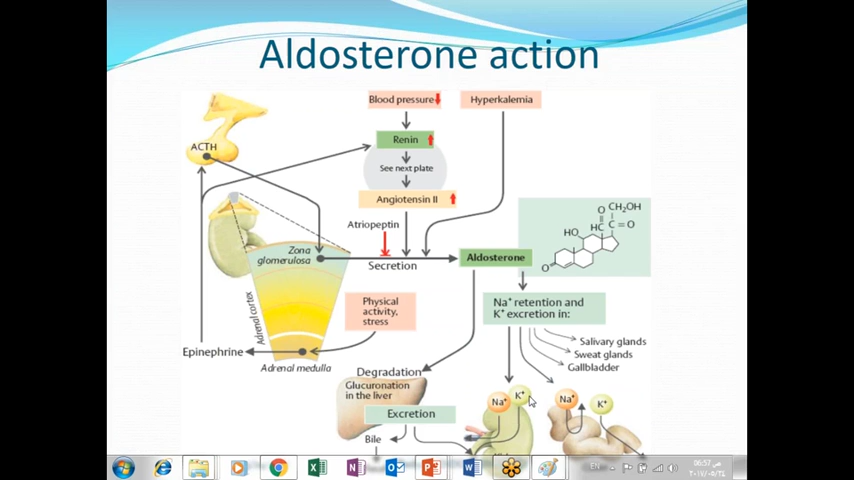 Aldosterone action
Blood pressure
Hyperkalemia
ACTH
Renin
See next plate
Angiotensin II
Atriopeptin
Zona
glomerulosa
Secretion
Aldosterone
CH₂OH
O
HC
C = O
HO
O
Adrenal cortex
Physical
activity,
stress
Na⁺ retention and
K⁺ excretion in:
Salivary glands
Sweat glands
Gallbladder
Epinephrine
Adrenal medulla
Degradation
Glucuronation
in the liver
Excretion
Bile
Na⁺
K⁺
Na⁺
K⁺
EN